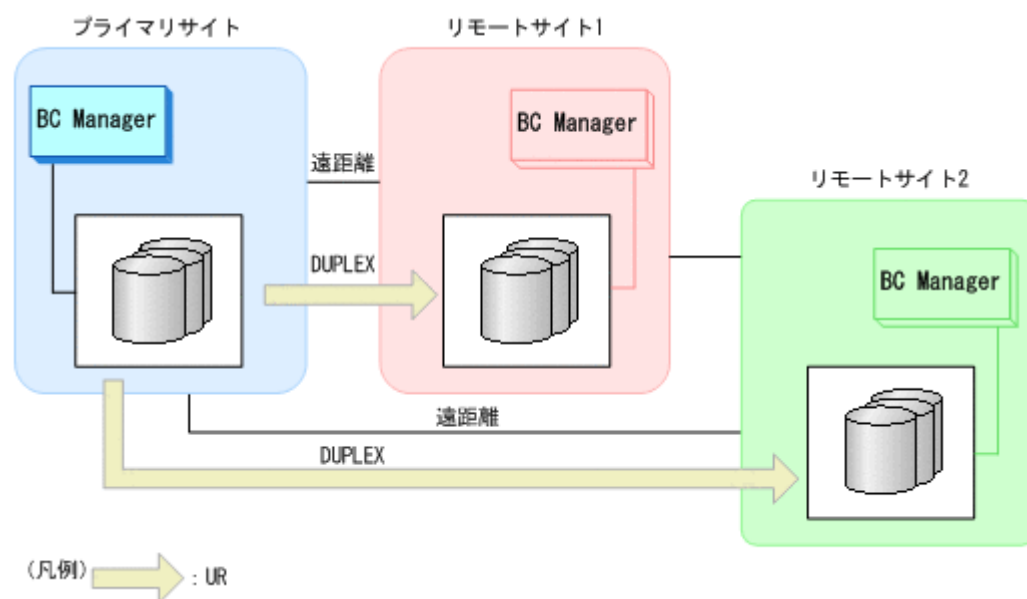 プライマリサイト
リモートサイト1
BC Manager
BC Manager
遠距離
リモートサイト2
DUPLEX
BC Manager
遠距離
DUPLEX
(凡例) : UR